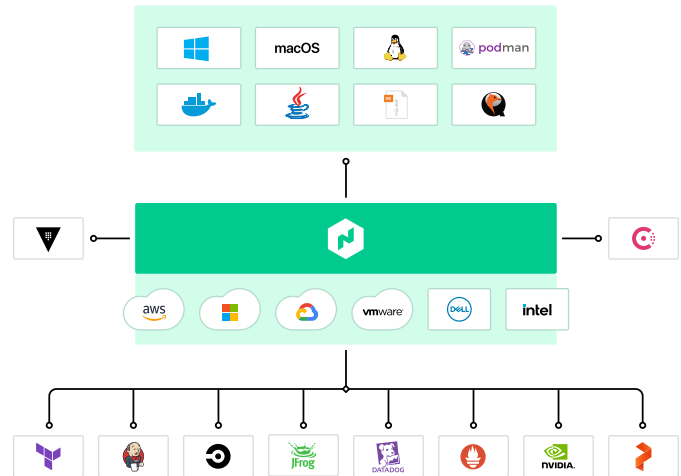 macOS
podman
aws
vmware
DELL
intel
JFrog
DATADOG
NVIDIA.